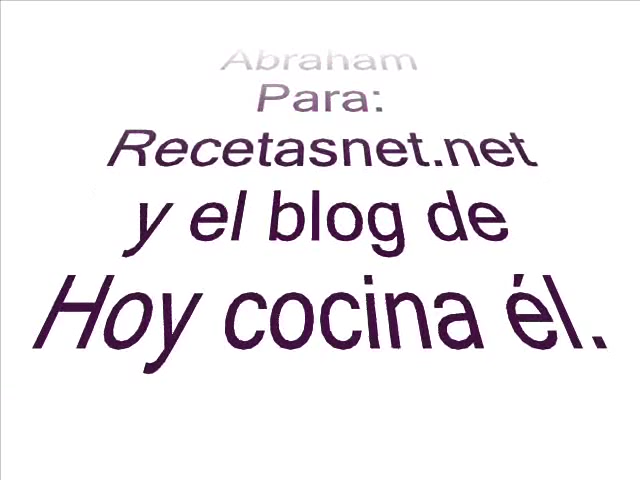 Abraham
Para:
Recetasnet.net
y el blog de
Hoy cocina él.